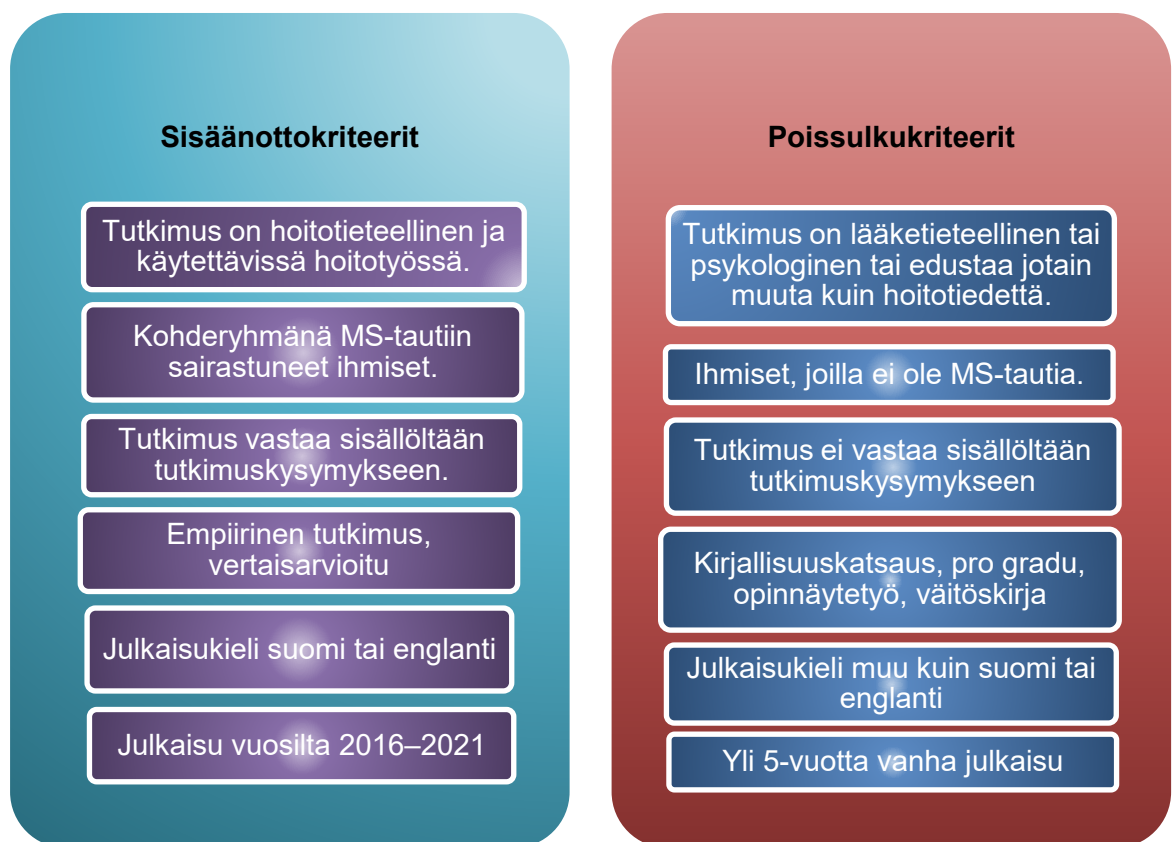 Sisäänottokriteerit
Tutkimus on hoitotieteellinen ja
käytettävissä hoitotyössä.
Kohderyhmänä MS-tautiin
sairastuneet ihmiset.
Tutkimus vastaa sisällöltään
tutkimuskysymykseen.
Empiirinen tutkimus,
vertaisarvioitu
Julkaisukieli suomi tai englanti
Julkaisu vuosilta 2016–2021
Poissulkukriteerit
Tutkimus on lääketieteellinen tai
psykologinen tai edustaa jotain
muuta kuin hoitotiedettä.
Ihmiset, joilla ei ole MS-tautia.
Tutkimus ei vastaa sisällöltään
tutkimuskysymykseen
Kirjallisuuskatsaus, pro gradu,
opinnäytetyö, väitöskirja
Julkaisukieli muu kuin suomi tai
englanti
Yli 5-vuotta vanha julkaisu